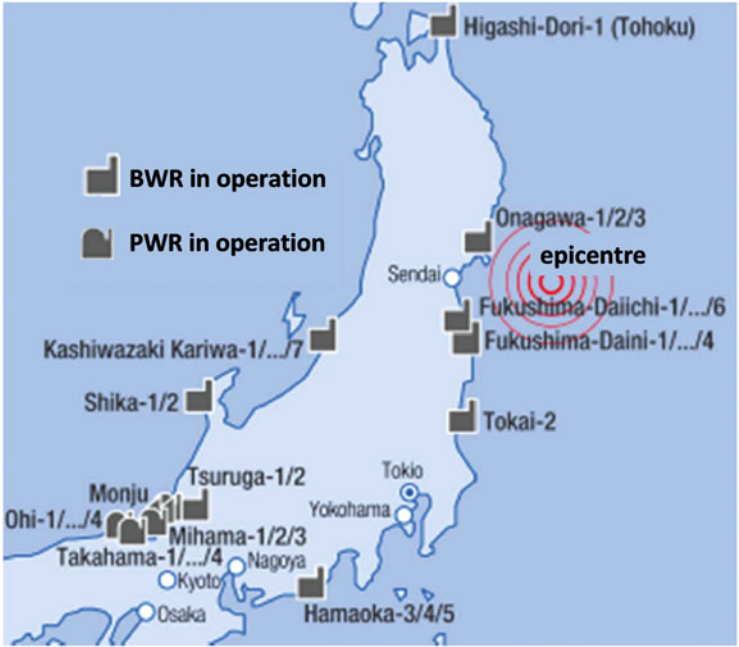 Higashi-Dori-1 (Tohoku)
BWR in operation
Onagawa-1/2/3
PWR in operation
epicentre
Sendai
Fukushima-Daiichi-1/.../6
Kashiwazaki Kariwa-1/.../7
Fukushima-Daini-1/.../4
Shika-1/2
Tokai-2
Tokio
Tsuruga-1/2
Monju
Yokohama
Ohi-1/.../4
Mihama-1/2/3
Takahama-1/.../4
Nagoya
Kyoto
Osaka
Hamaoka-3/4/5